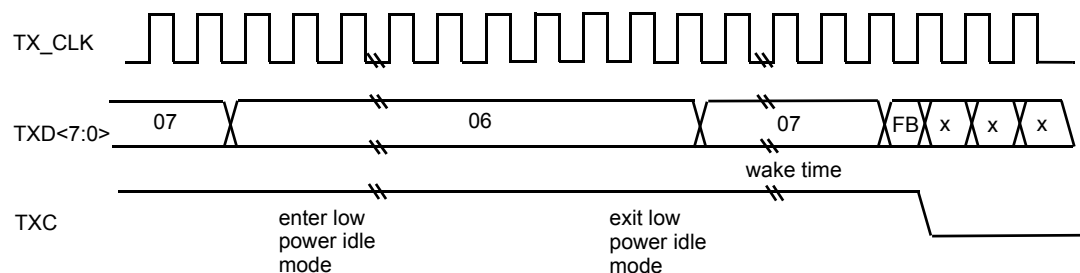 TX_CLK
TXD<7:0>
07
06
07
FB
x
x
x
wake time
TXC
enter low
power idle
mode
exit low
power idle
mode